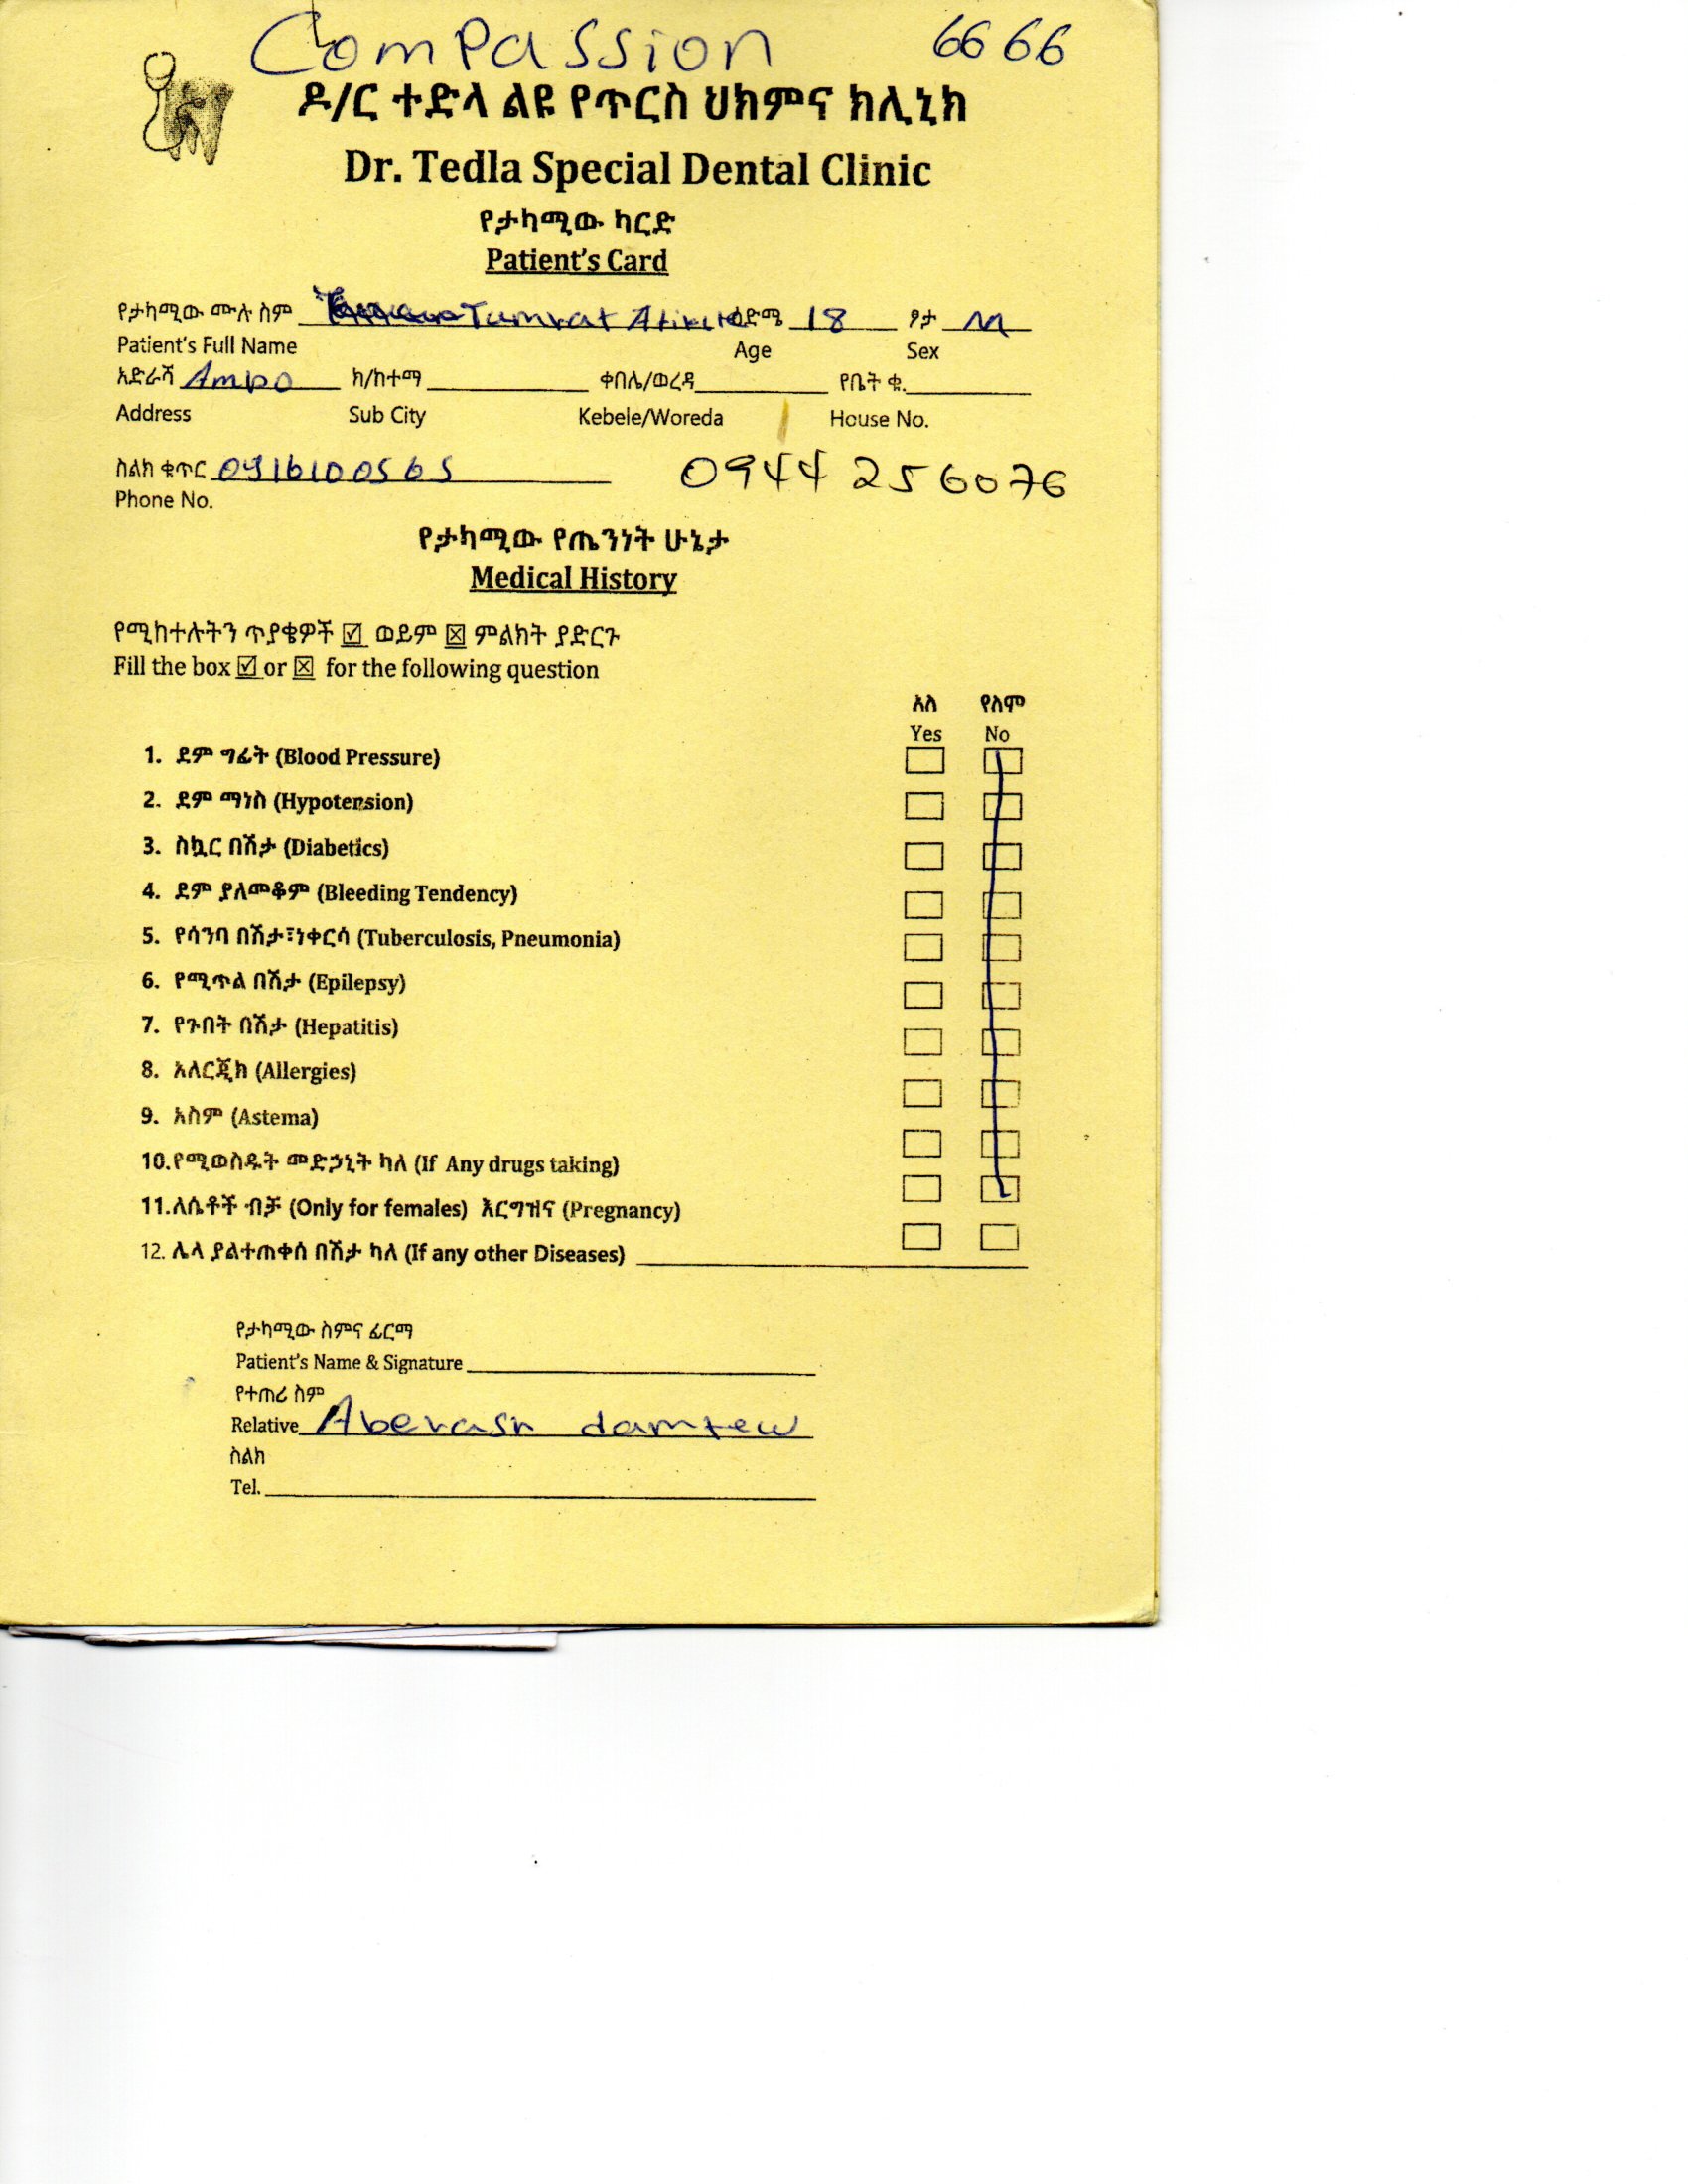 Compassion 6666
ዶ/ር ተድላ ልዩ የጥርስ ህክምና ክሊኒክ
Dr. Tedla Special Dental Clinic
የታካሚው ካርድ
Patient's Card
የታካሚው ሙሉ ስም Tamrat ዕድሜ 18 ፆታ M
Patient's Full Name Age Sex
አድራሻ Ambo ክ/ከተማ ቀበሌ/ወረዳ የቤት ቁ.
Address Sub City Kebele/Woreda House No.
ስልክ ቁጥር 0916100565 0944256076
Phone No.
የታካሚው የጤንነት ሁኔታ
Medical History
የሚከተሉትን ጥያቄዎች ☑ ወይም ☒ ምልክት ያድርጉ
Fill the box ☑ or ☒ for the following question
አለ የለም
Yes No
1. ደም ግፊት (Blood Pressure)
2. ደም ማነስ (Hypotension)
3. ስኳር በሽታ (Diabetics)
4. ደም ያለመቆም (Bleeding Tendency)
5. የሳንባ በሽታ፣ነቀርሳ (Tuberculosis, Pneumonia)
6. የሚጥል በሽታ (Epilepsy)
7. የጉበት በሽታ (Hepatitis)
8. አለርጂክ (Allergies)
9. አስም (Astema)
10.የሚወስዱት መድኃኒት ካለ (If Any drugs taking)
11.ለሴቶች ብቻ (Only for females) እርግዝና (Pregnancy)
12. ሌላ ያልተጠቀሰ በሽታ ካለ (If any other Diseases)
የታካሚው ስምና ፊርማ
Patient's Name & Signature
የተጠሪ ስም
Relative Aberash damtew
ስልክ
Tel.